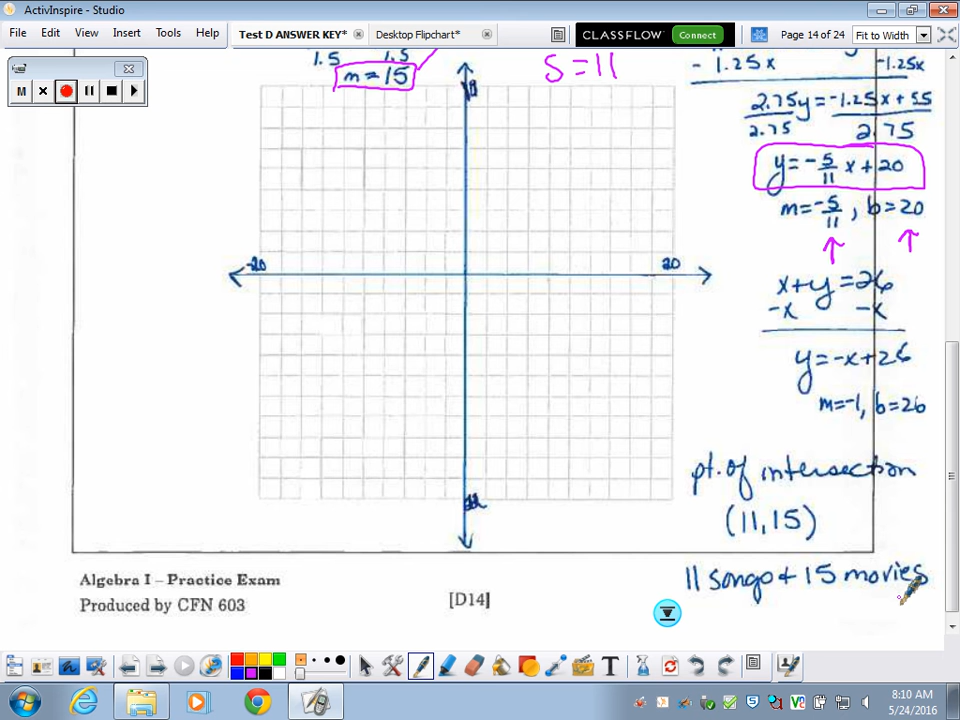 ActivInspire - Studio
File Edit View Insert Tools Help
Test D ANSWER KEY* Desktop Flipchart*
CLASSFLOW Connect
Page 14 of 24 Fit to Width
M
1.5 1.5
m=15
S=11
- 1.25x -1.25x
2.75y = -1.25x + 55
2.75 2.75
y = -5/11 x + 20
m = -5/11, b = 20
x+y=26
-x -x
y=-x+26
m=-1, b=26
-20 20
pt. of intersection
(11,15)
11 songs + 15 movies
Algebra I – Practice Exam
Produced by CFN 603
[D14]
T
8:10 AM
5/24/2016